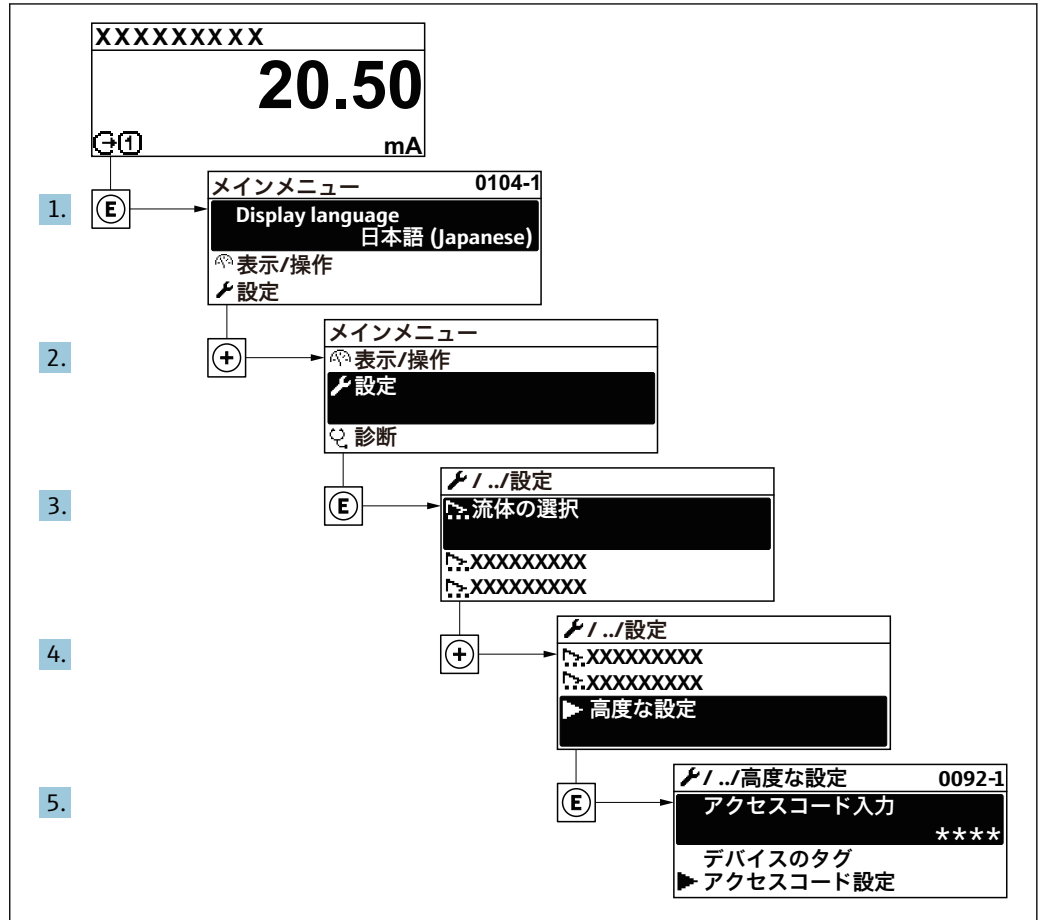 XXXXXXXXX
20.50
mA
1.
E
メインメニュー 0104-1
Display language
日本語 (Japanese)
表示/操作
設定
2.
+
メインメニュー
表示/操作
設定
診断
3.
E
/ ../設定
流体の選択
XXXXXXXXX
XXXXXXXXX
4.
+
/ ../設定
XXXXXXXXX
XXXXXXXXX
高度な設定
5.
E
/ ../高度な設定 0092-1
アクセスコード入力
****
デバイスのタグ
アクセスコード設定